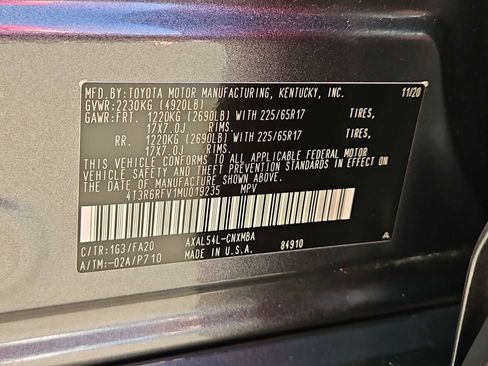 MFD. BY: TOYOTA MOTOR MANUFACTURING, KENTUCKY, INC. 11/20
GVWR: 2230KG (4920LB)
GAWR: FRT. 1220KG (2690LB) WITH 225/65R17 TIRES,
17X7.0J RIMS.
RR. 1220KG (2690LB) WITH 225/65R17 TIRES,
17X7.0J RIMS.
THIS VEHICLE CONFORMS TO ALL APPLICABLE FEDERAL MOTOR
VEHICLE SAFETY AND THEFT PREVENTION STANDARDS IN EFFECT ON
THE DATE OF MANUFACTURE SHOWN ABOVE.
4T3R6RFV1MU019235 MPV
C/TR: 1G3/FA20 AXAL54L-CNXMBA 84910
A/TM: -02A/P710 MADE IN U.S.A.